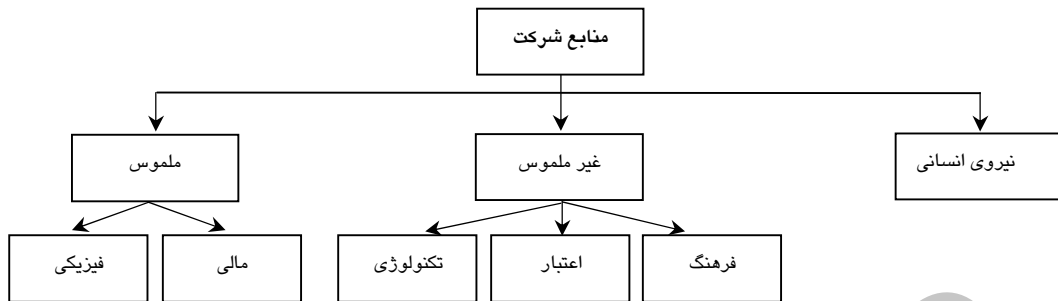 منابع شرکت
نیروی انسانی
غیر ملموس
ملموس
فرهنگ
اعتبار
تکنولوژی
مالی
فیزیکی